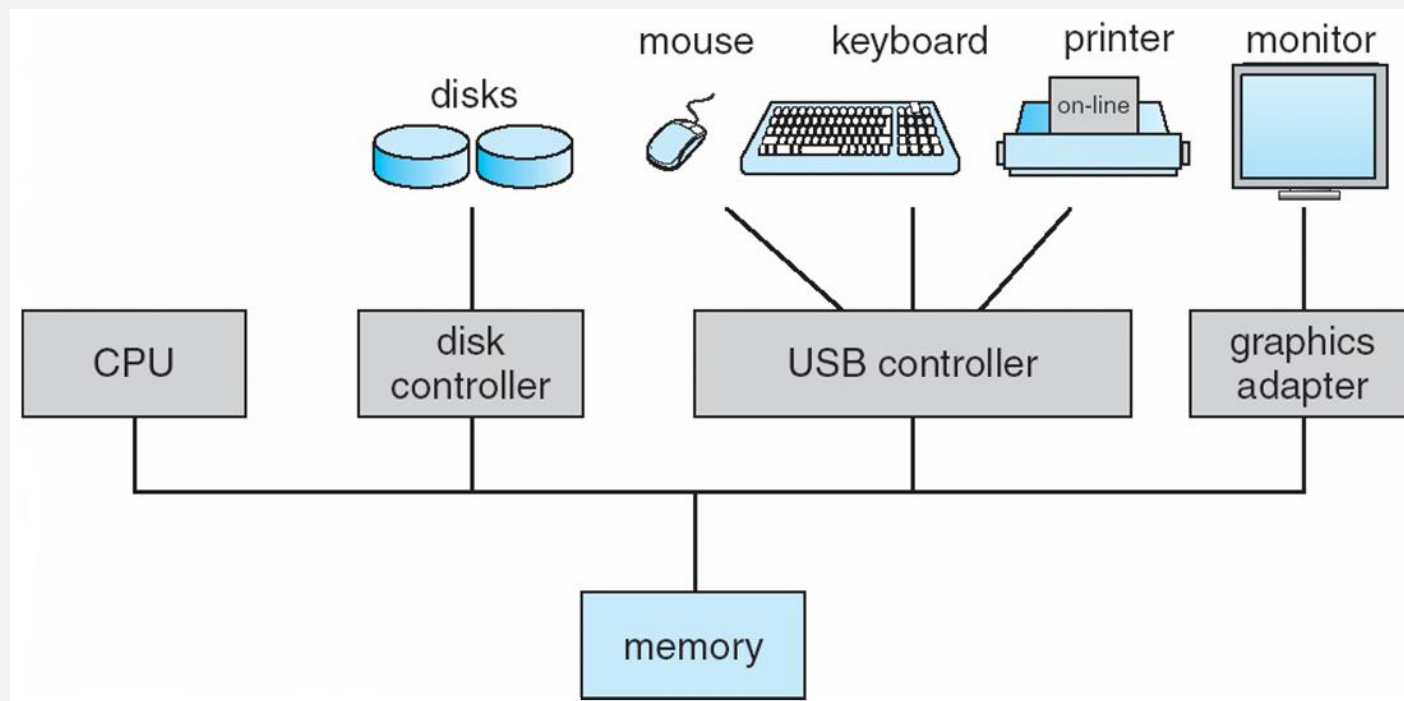 mouse
keyboard
printer
monitor
disks
on-line
CPU
disk
controller
USB controller
graphics
adapter
memory